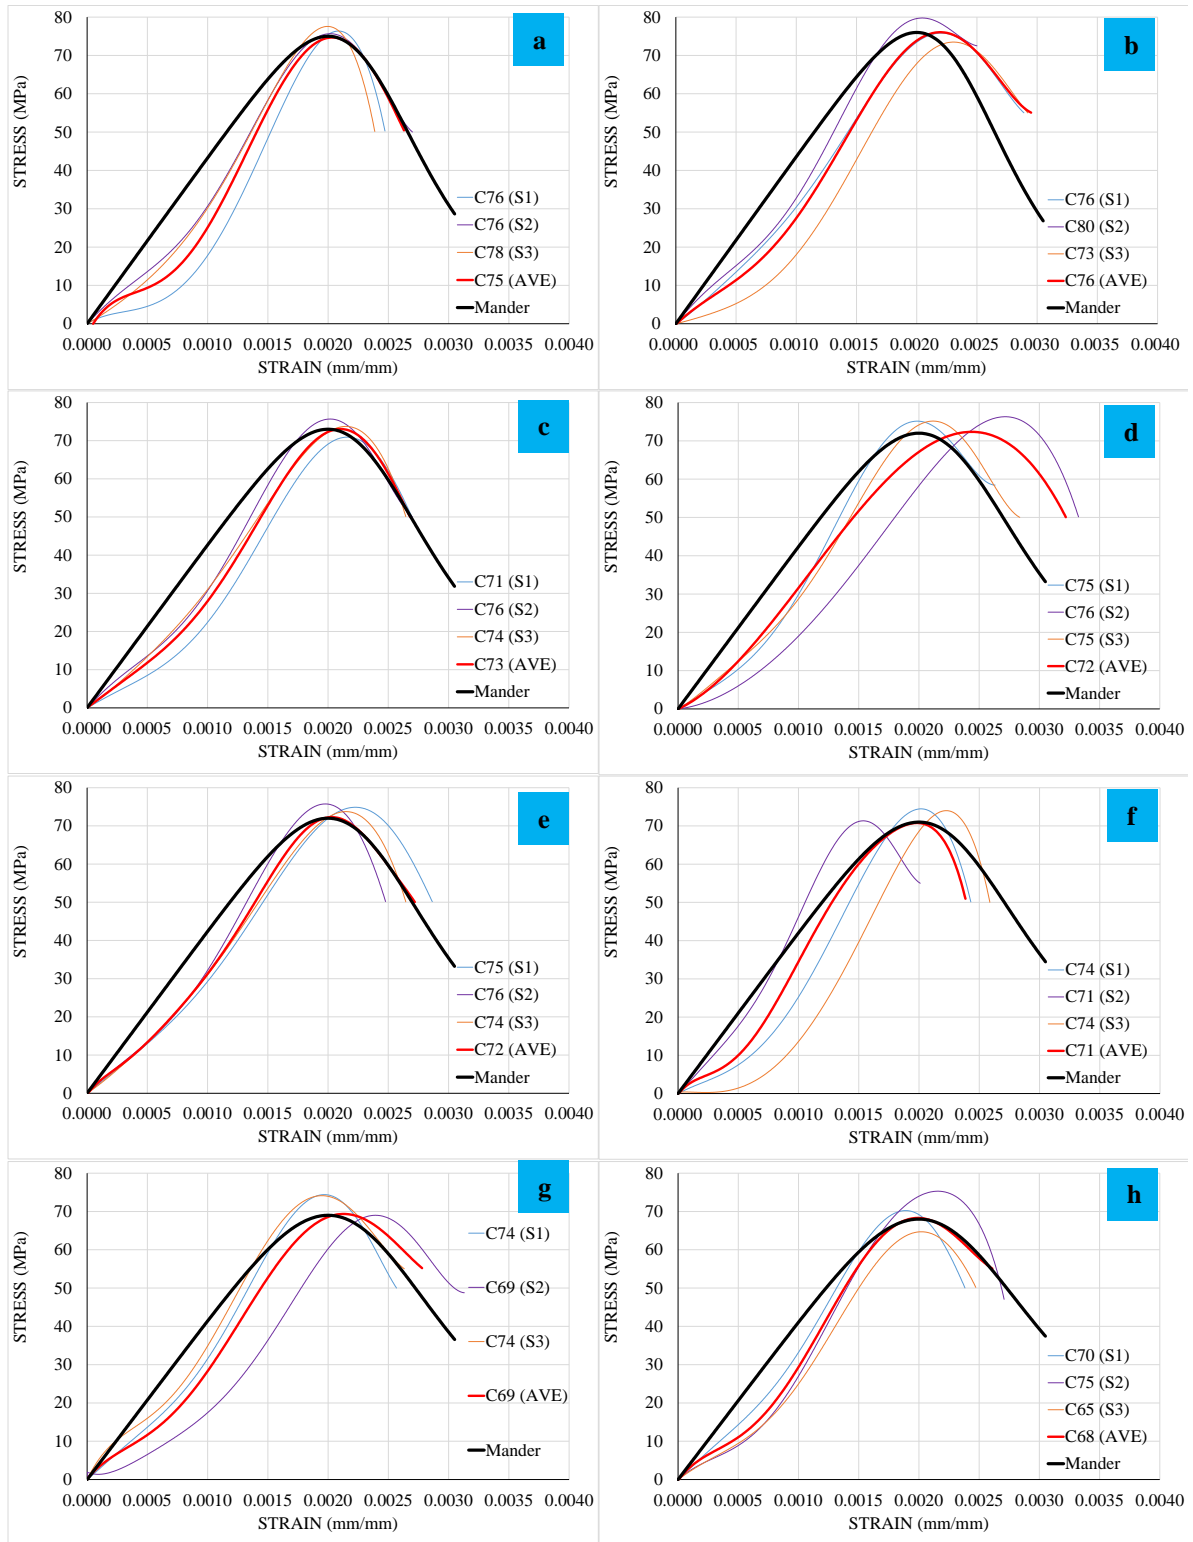 a
STRESS (MPa)
80
70
60
50
40
30
20
10
0
C76 (S1)
C76 (S2)
C78 (S3)
C75 (AVE)
Mander
0.0000 0.0005 0.0010 0.0015 0.0020 0.0025 0.0030 0.0035 0.0040
STRAIN (mm/mm)
b
STRESS (MPa)
80
70
60
50
40
30
20
10
0
C76 (S1)
C80 (S2)
C73 (S3)
C76 (AVE)
Mander
0.0000 0.0005 0.0010 0.0015 0.0020 0.0025 0.0030 0.0035 0.0040
STRAIN (mm/mm)
c
STRESS (MPa)
80
70
60
50
40
30
20
10
0
C71 (S1)
C76 (S2)
C74 (S3)
C73 (AVE)
Mander
0.0000 0.0005 0.0010 0.0015 0.0020 0.0025 0.0030 0.0035 0.0040
STRAIN (mm/mm)
d
STRESS (MPa)
80
70
60
50
40
30
20
10
0
C75 (S1)
C76 (S2)
C75 (S3)
C72 (AVE)
Mander
0.0000 0.0005 0.0010 0.0015 0.0020 0.0025 0.0030 0.0035 0.0040
STRAIN (mm/mm)
e
STRESS (MPa)
80
70
60
50
40
30
20
10
0
C75 (S1)
C76 (S2)
C74 (S3)
C72 (AVE)
Mander
0.0000 0.0005 0.0010 0.0015 0.0020 0.0025 0.0030 0.0035 0.0040
STRAIN (mm/mm)
f
STRESS (MPa)
80
70
60
50
40
30
20
10
0
C74 (S1)
C71 (S2)
C74 (S3)
C71 (AVE)
Mander
0.0000 0.0005 0.0010 0.0015 0.0020 0.0025 0.0030 0.0035 0.0040
STRAIN (mm/mm)
g
STRESS (MPa)
80
70
60
50
40
30
20
10
0
C74 (S1)
C69 (S2)
C74 (S3)
C69 (AVE)
Mander
0.0000 0.0005 0.0010 0.0015 0.0020 0.0025 0.0030 0.0035 0.0040
STRAIN (mm/mm)
h
STRESS (MPa)
80
70
60
50
40
30
20
10
0
C70 (S1)
C75 (S2)
C65 (S3)
C68 (AVE)
Mander
0.0000 0.0005 0.0010 0.0015 0.0020 0.0025 0.0030 0.0035 0.0040
STRAIN (mm/mm)